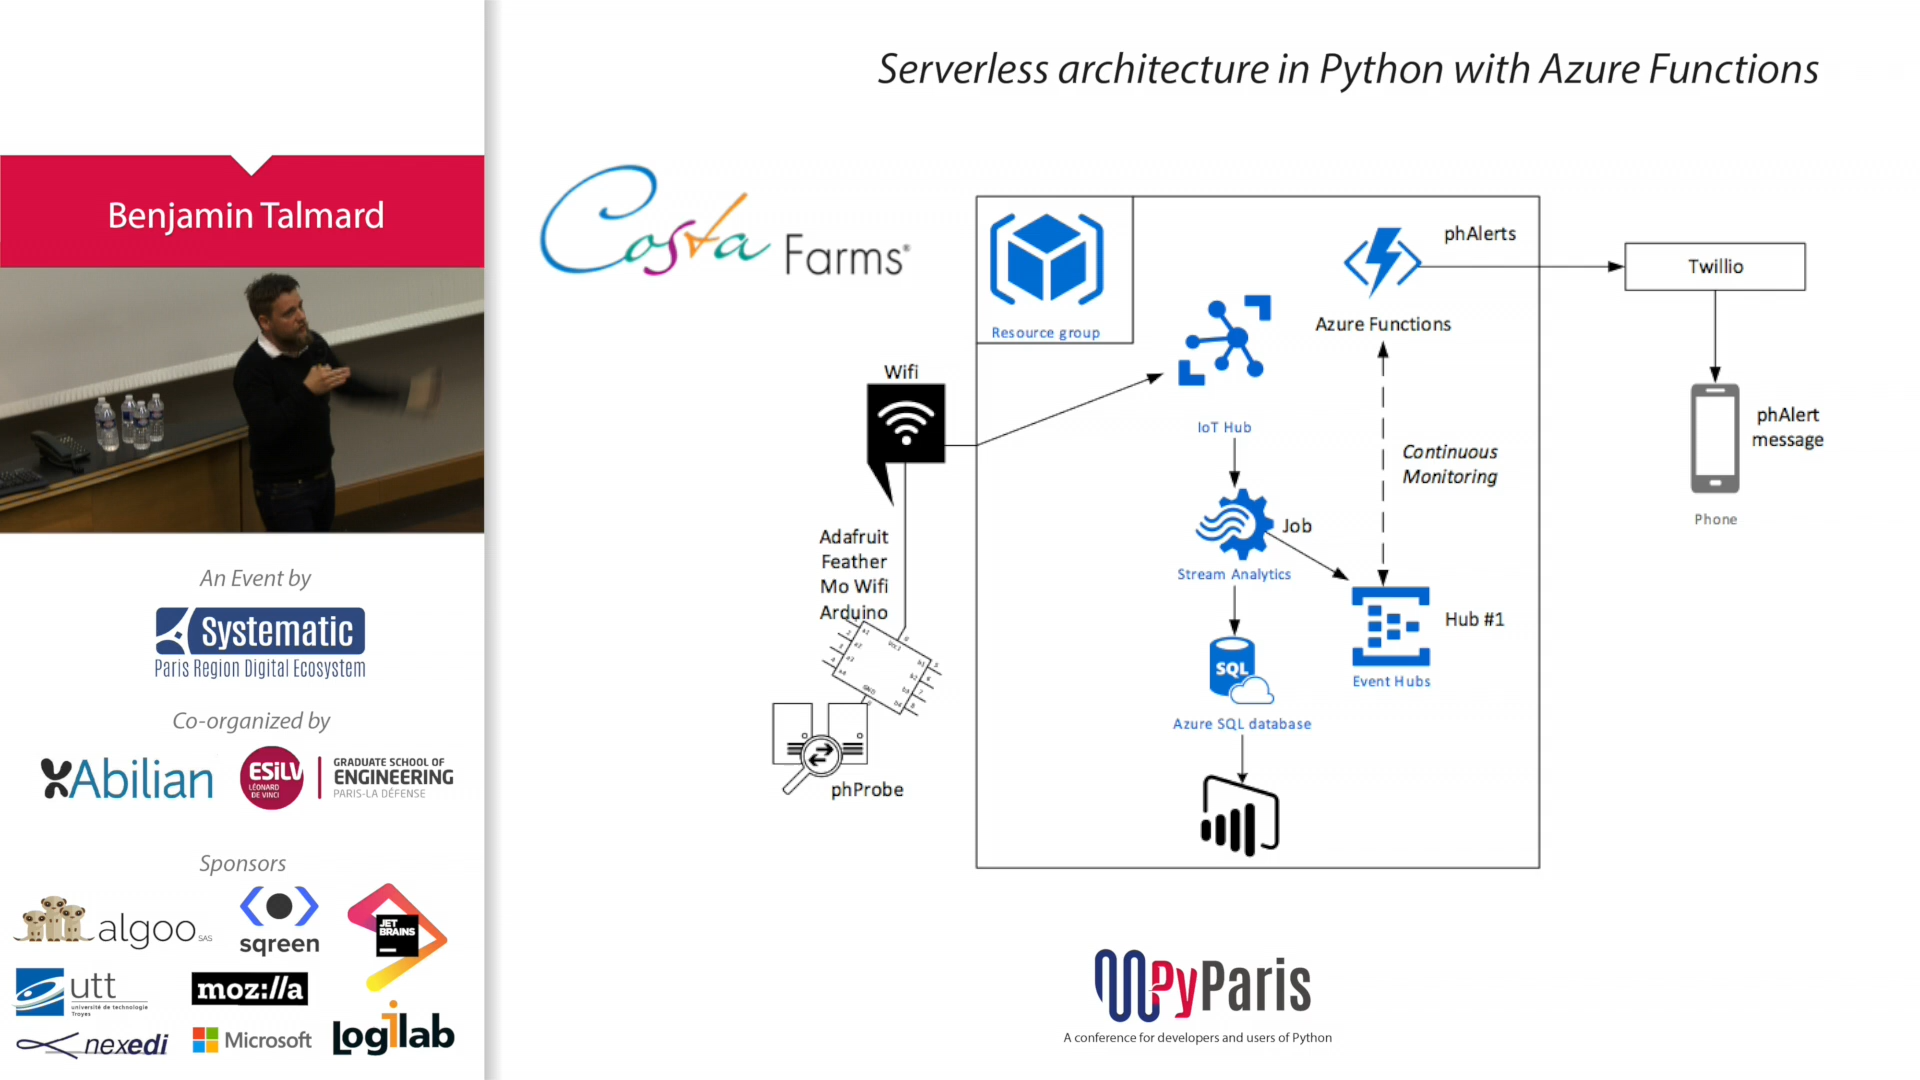 Serverless architecture in Python with Azure Functions
Benjamin Talmard
An Event by
Systematic
Paris Region Digital Ecosystem
Co-organized by
Abilian
ESILV
LÉONARD
DE VINCI
GRADUATE SCHOOL OF
ENGINEERING
PARIS-LA DÉFENSE
Sponsors
algoo SAS
sqreen
JET
BRAINS
utt
université de technologie
Troyes
moz://a
nexedi
Microsoft
Logilab
Costa Farms®
Resource group
phAlerts
Twillio
Azure Functions
Wifi
IoT Hub
Continuous
Monitoring
phAlert
message
Phone
Job
Adafruit
Feather
Mo Wifi
Arduino
Stream Analytics
Hub #1
SQL
Event Hubs
Azure SQL database
phProbe
PyParis
A conference for developers and users of Python